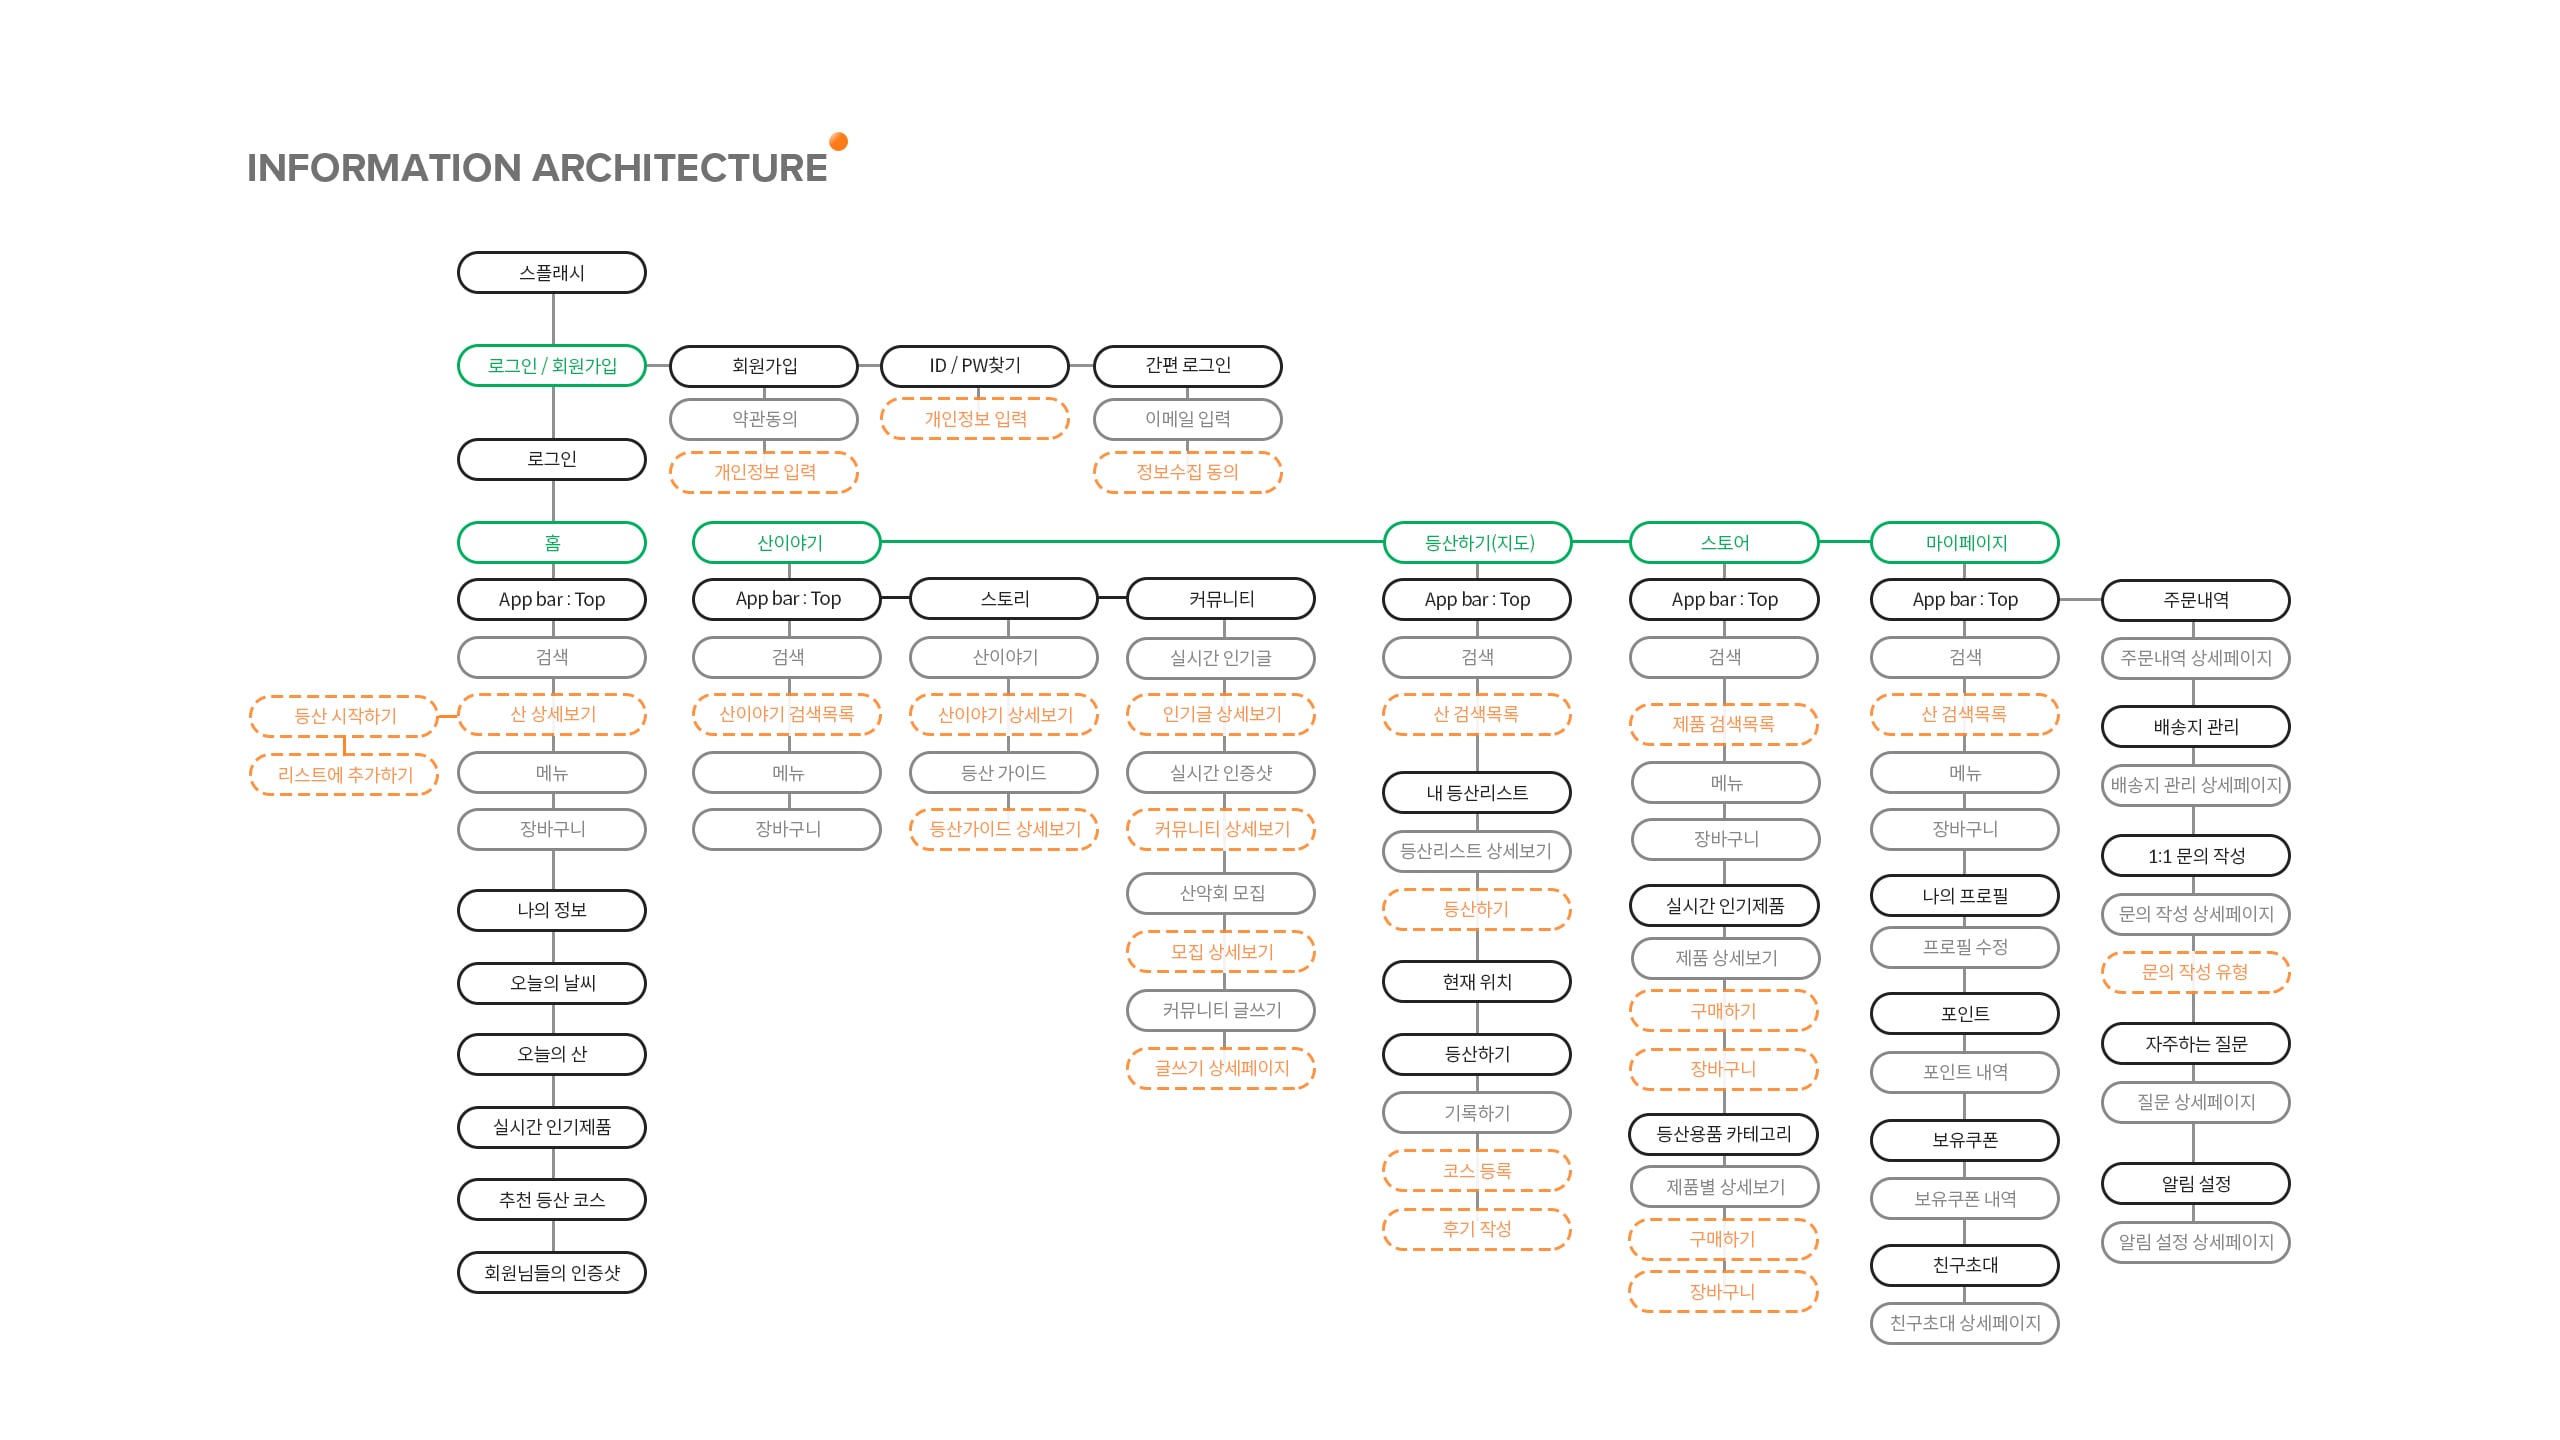 INFORMATION ARCHITECTURE
스플래시
로그인 / 회원가입
회원가입
ID / PW찾기
간편 로그인
약관동의
개인정보 입력
이메일 입력
로그인
개인정보 입력
정보수집 동의
홈
산이야기
등산하기(지도)
스토어
마이페이지
App bar : Top
App bar : Top
스토리
커뮤니티
App bar : Top
App bar : Top
App bar : Top
주문내역
검색
검색
산이야기
실시간 인기글
검색
검색
검색
주문내역 상세페이지
등산 시작하기
산 상세보기
산이야기 검색목록
산이야기 상세보기
인기글 상세보기
산 검색목록
제품 검색목록
산 검색목록
배송지 관리
리스트에 추가하기
메뉴
메뉴
등산 가이드
실시간 인증샷
내 등산리스트
메뉴
메뉴
배송지 관리 상세페이지
장바구니
장바구니
등산가이드 상세보기
커뮤니티 상세보기
등산리스트 상세보기
장바구니
장바구니
1:1 문의 작성
나의 정보
산악회 모집
등산하기
실시간 인기제품
나의 프로필
문의 작성 상세페이지
모집 상세보기
제품 상세보기
프로필 수정
문의 작성 유형
오늘의 날씨
커뮤니티 글쓰기
현재 위치
구매하기
포인트
자주하는 질문
오늘의 산
글쓰기 상세페이지
등산하기
장바구니
포인트 내역
질문 상세페이지
실시간 인기제품
기록하기
등산용품 카테고리
보유쿠폰
추천 등산 코스
코스 등록
제품별 상세보기
보유쿠폰 내역
알림 설정
후기 작성
구매하기
알림 설정 상세페이지
회원님들의 인증샷
장바구니
친구초대
친구초대 상세페이지